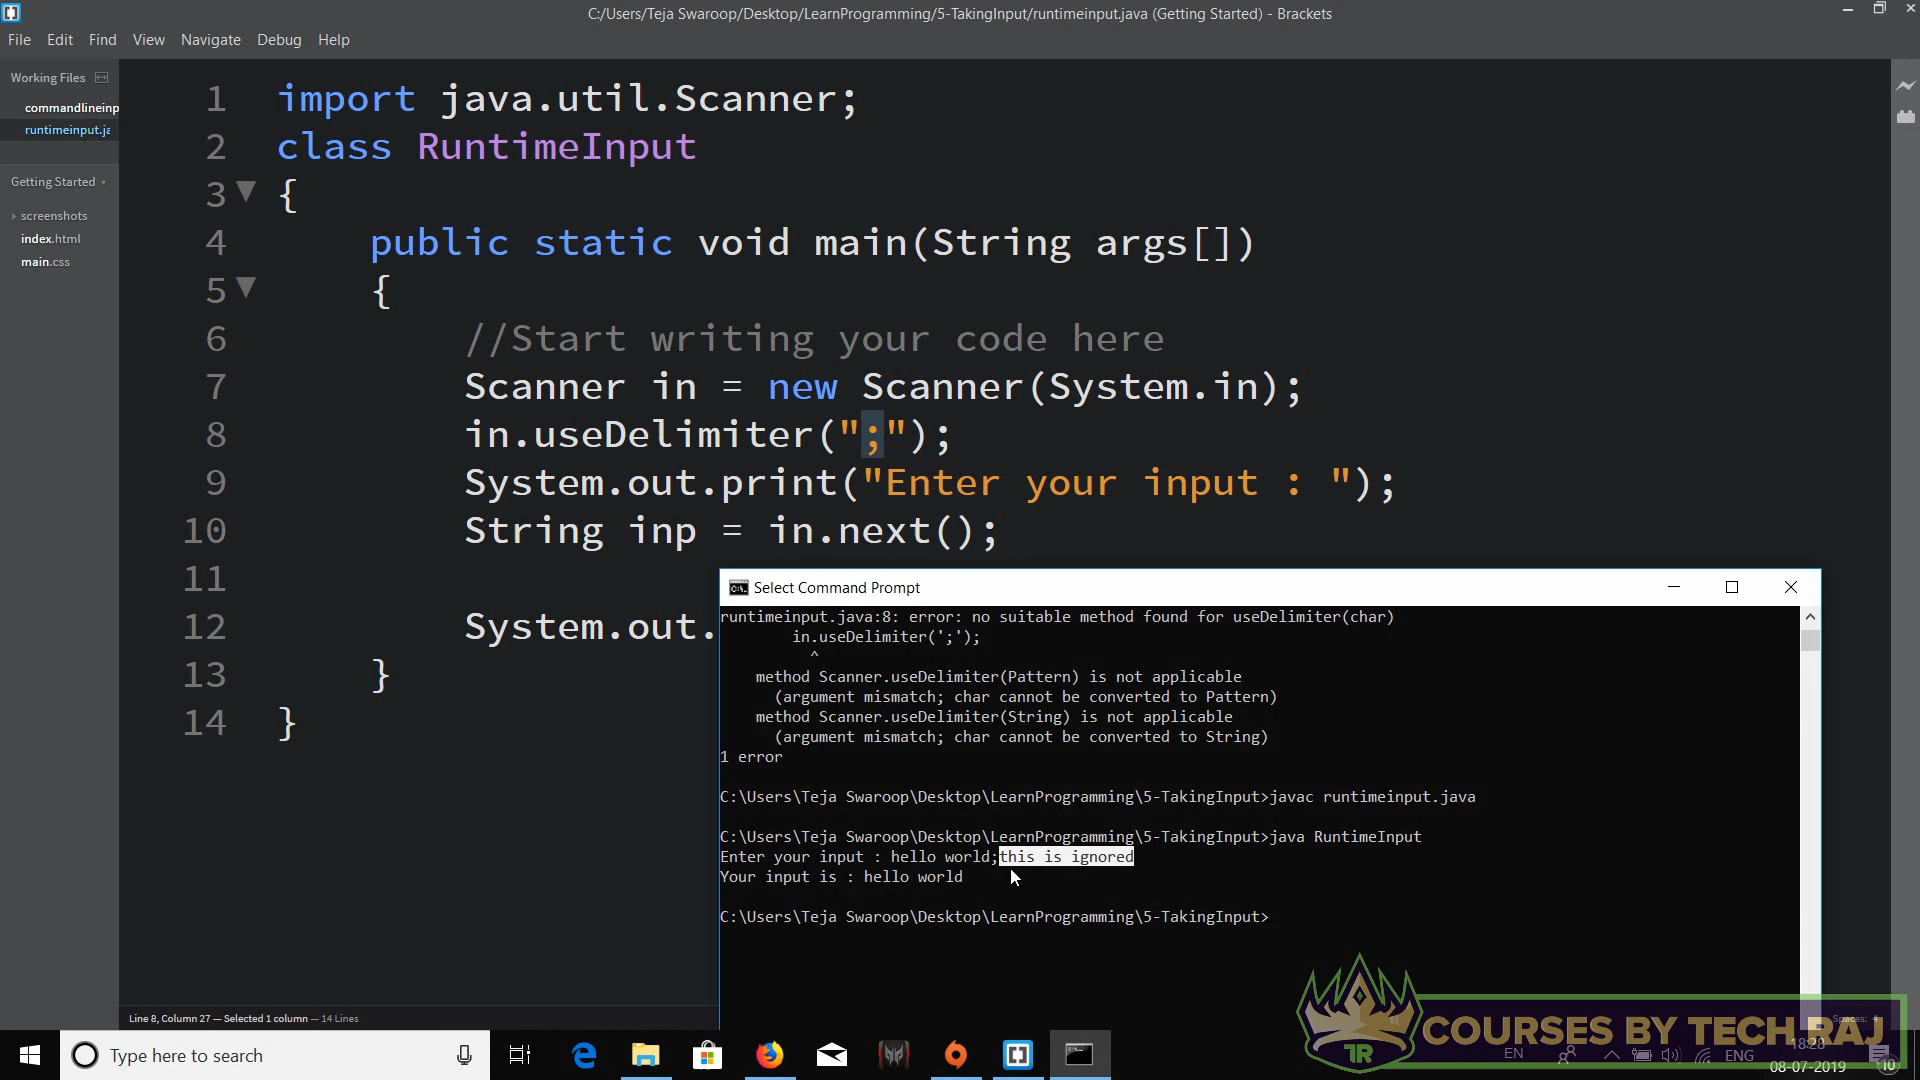 C:/Users/Teja Swaroop/Desktop/LearnProgramming/5-TakingInput/runtimeinput.java (Getting Started) - Brackets
File Edit Find View Navigate Debug Help
Working Files
commandlineinp
runtimeinput.ja
Getting Started
screenshots
index.html
main.css
1 import java.util.Scanner;
2 class RuntimeInput
3 {
4 public static void main(String args[])
5 {
6 //Start writing your code here
7 Scanner in = new Scanner(System.in);
8 in.useDelimiter(";");
9 System.out.print("Enter your input : ");
10 String inp = in.next();
11
12 System.out.
13 }
14 }
Select Command Prompt
runtimeinput.java:8: error: no suitable method found for useDelimiter(char)
in.useDelimiter(';');
^
method Scanner.useDelimiter(Pattern) is not applicable
(argument mismatch; char cannot be converted to Pattern)
method Scanner.useDelimiter(String) is not applicable
(argument mismatch; char cannot be converted to String)
1 error
C:\Users\Teja Swaroop\Desktop\LearnProgramming\5-TakingInput>javac runtimeinput.java
C:\Users\Teja Swaroop\Desktop\LearnProgramming\5-TakingInput>java RuntimeInput
Enter your input : hello world;this is ignored
Your input is : hello world
C:\Users\Teja Swaroop\Desktop\LearnProgramming\5-TakingInput>
Line 8, Column 27 — Selected 1 column — 14 Lines
Spaces: 4
TR
COURSES BY TECH RAJ
Type here to search
EN
ENG
18:28
08-07-2019
10